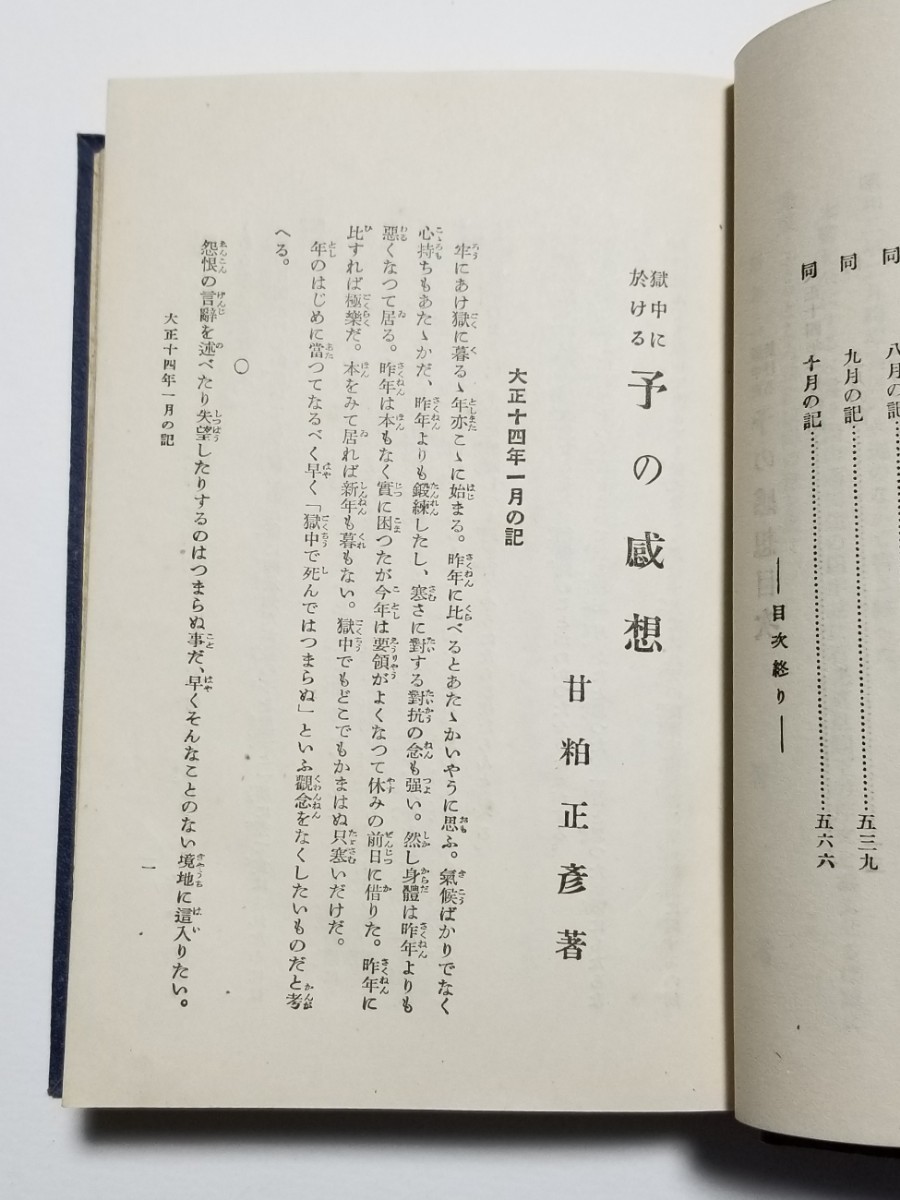 同
八月の記
同
九月の記……五三九
同
十月の記……五六六
――目次終り――
獄中に於ける 予の感想
甘粕正彦著
大正十四年一月の記
牢にあけ獄に暮るゝ年亦こゝに始まる。昨年に比べるとあたゝかいやうに思ふ。氣候ばかりでなく
心持ちもあたゝかだ、昨年よりも鍛練したし、寒さに對する對抗の念も强い。然し身體は昨年よりも
惡くなつて居る。昨年は本もなく實に困つたが今年は要領がよくなつて休みの前日に借りた。昨年に
比すれば極樂だ。本をみて居れば新年も暮もない。獄中でもどこでもかまはぬ只寒いだけだ。
年のはじめに當つてなるべく早く「獄中で死んではつまらぬ」といふ觀念をなくしたいものだと考
へる。
〇
怨恨の言辭を述べたり失望したりするのはつまらぬ事だ、早くそんなことのない境地に這入りたい。
大正十四年一月の記
一